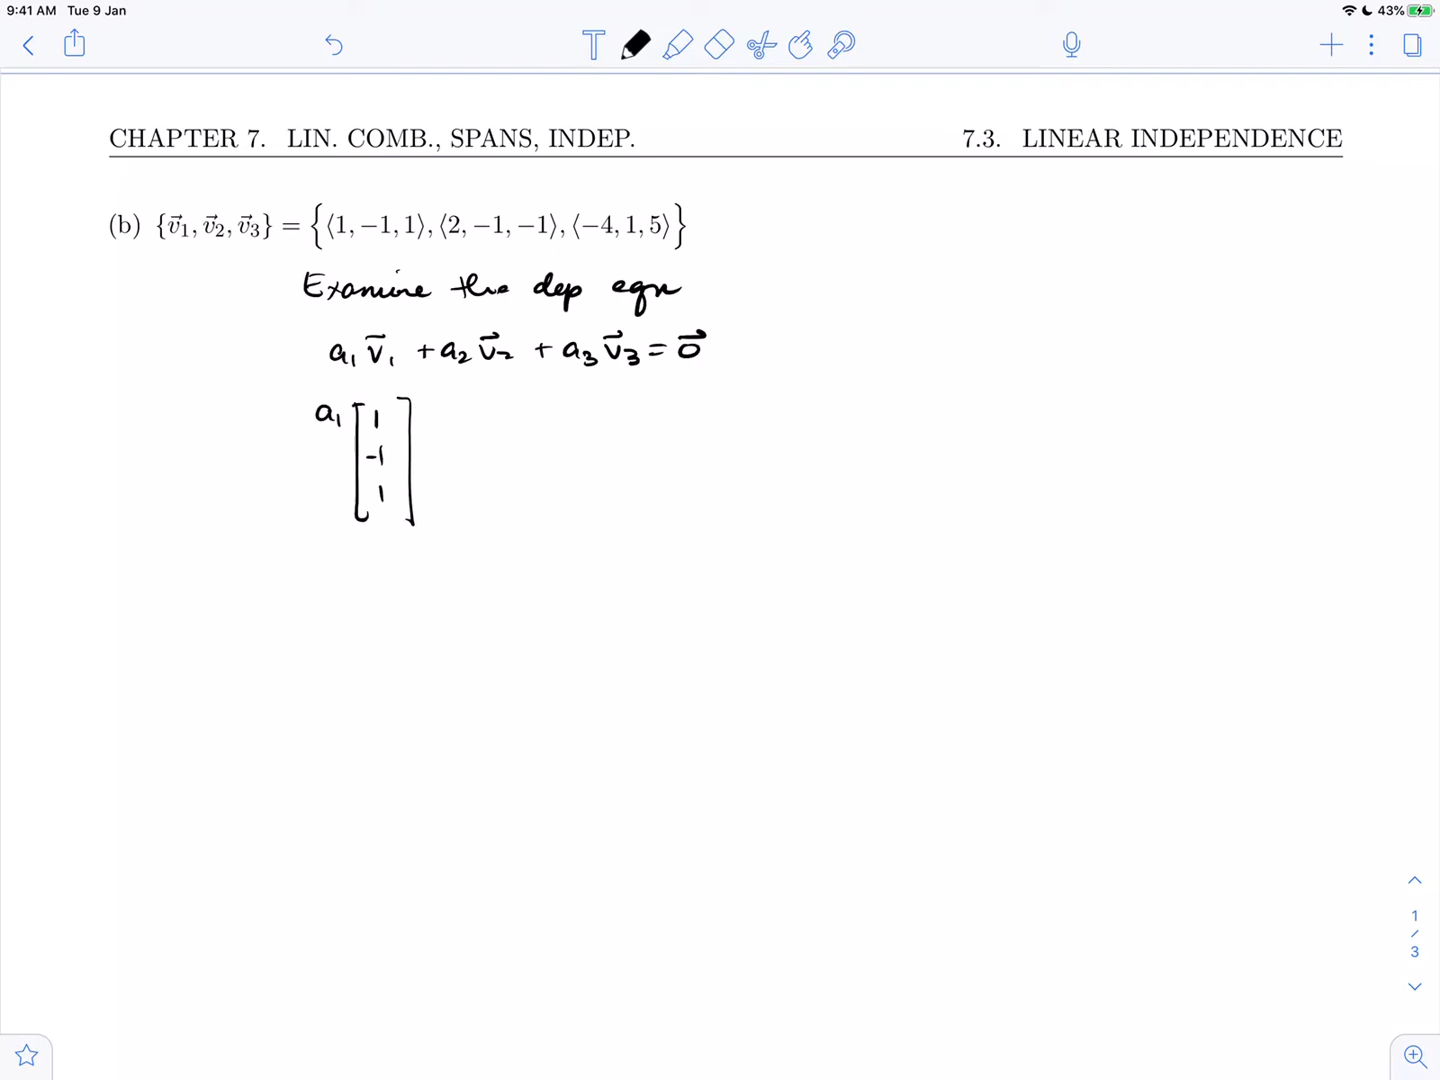 9:41 AM Tue 9 Jan 43%
CHAPTER 7. LIN. COMB., SPANS, INDEP. 7.3. LINEAR INDEPENDENCE
(b) {v⃗₁, v⃗₂, v⃗₃} = {⟨1, −1, 1⟩, ⟨2, −1, −1⟩, ⟨−4, 1, 5⟩}
Examine the dep eqn
a₁ v⃗₁ + a₂ v⃗₂ + a₃ v⃗₃ = 0⃗
a₁ [1
-1
1]
1
/
3